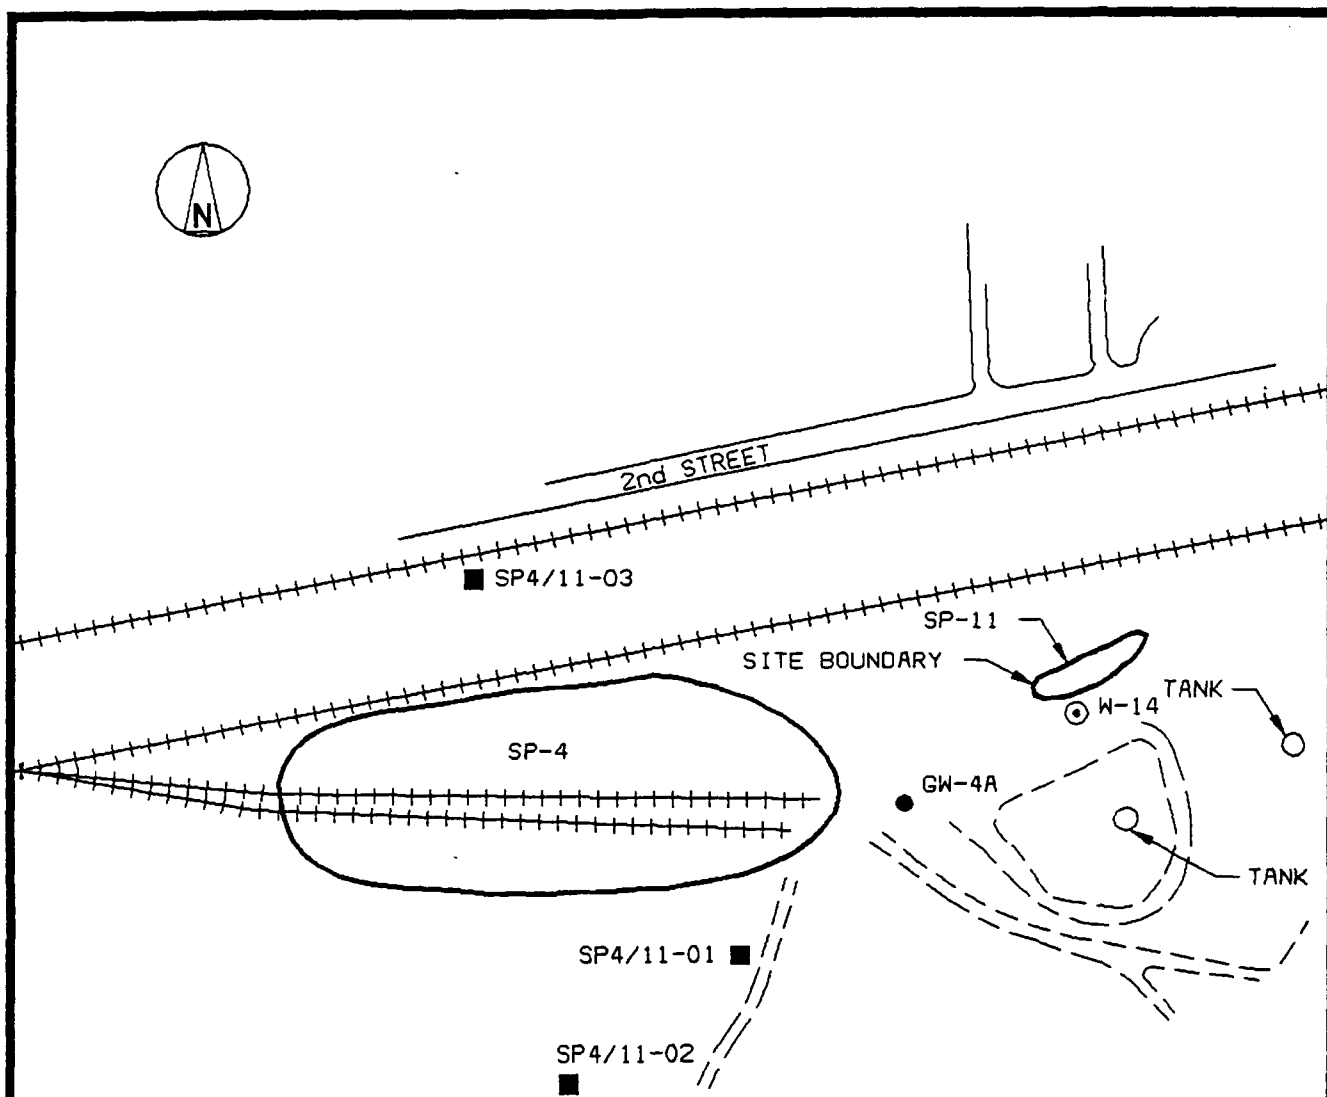 N
2nd STREET
SP4/11-03
SP-11
SITE BOUNDARY
TANK
W-14
SP-4
GW-4A
TANK
SP4/11-01
SP4/11-02